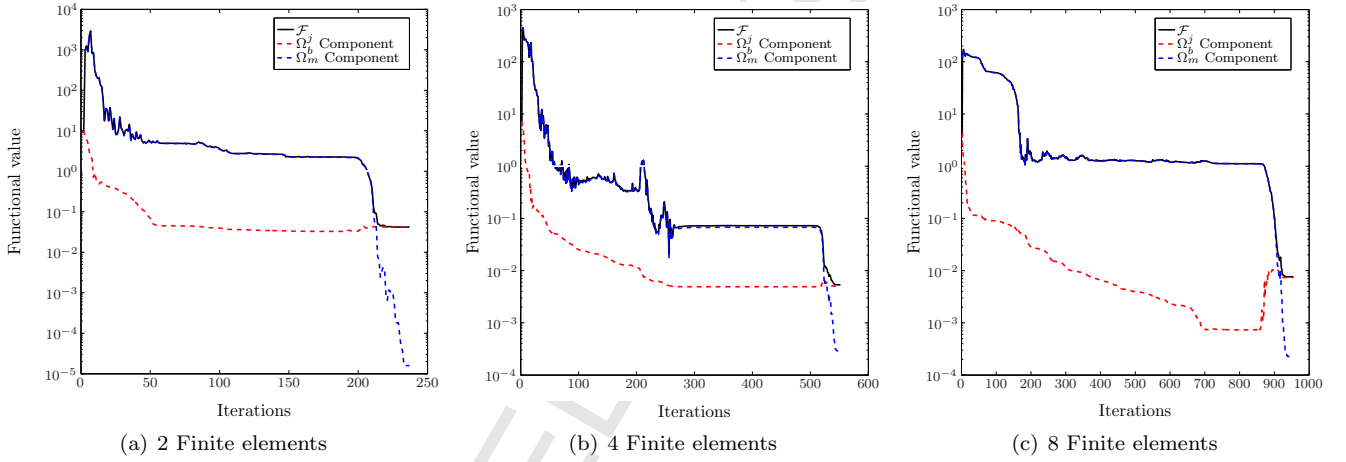 10^4
10^3
10^2
10^1
10^0
10^-1
10^-2
10^-3
10^-4
10^-5
Functional value
0 50 100 150 200 250
Iterations
ℱ
Ω_b^j Component
Ω_m Component
(a) 2 Finite elements
10^3
10^2
10^1
10^0
10^-1
10^-2
10^-3
10^-4
Functional value
0 100 200 300 400 500 600
Iterations
ℱ
Ω_b^j Component
Ω_m Component
(b) 4 Finite elements
10^3
10^2
10^1
10^0
10^-1
10^-2
10^-3
10^-4
Functional value
0 100 200 300 400 500 600 700 800 900 1000
Iterations
ℱ
Ω_b^j Component
Ω_m Component
(c) 8 Finite elements